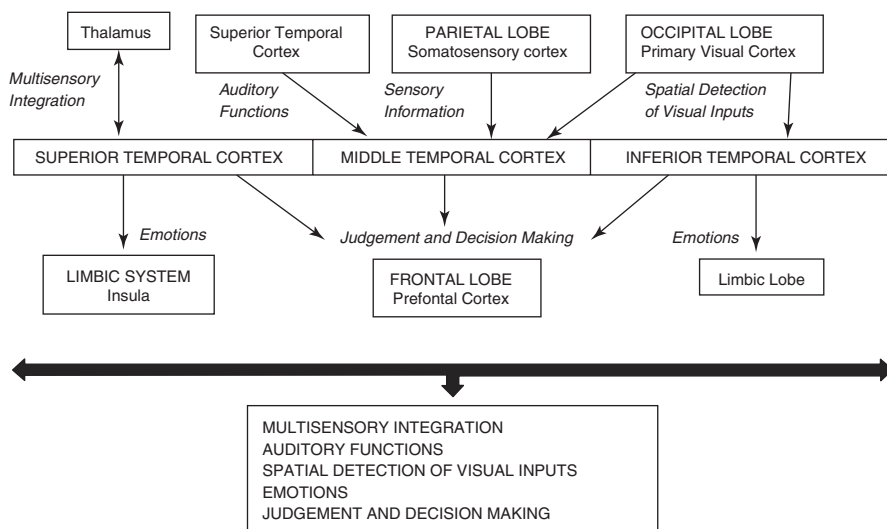 Thalamus
Superior Temporal
Cortex
PARIETAL LOBE
Somatosensory cortex
OCCIPITAL LOBE
Primary Visual Cortex
Multisensory
Integration
Auditory
Functions
Sensory
Information
Spatial Detection
of Visual Inputs
SUPERIOR TEMPORAL CORTEX
MIDDLE TEMPORAL CORTEX
INFERIOR TEMPORAL CORTEX
Emotions
Judgement and Decision Making
Emotions
LIMBIC SYSTEM
Insula
FRONTAL LOBE
Prefontal Cortex
Limbic Lobe
MULTISENSORY INTEGRATION
AUDITORY FUNCTIONS
SPATIAL DETECTION OF VISUAL INPUTS
EMOTIONS
JUDGEMENT AND DECISION MAKING